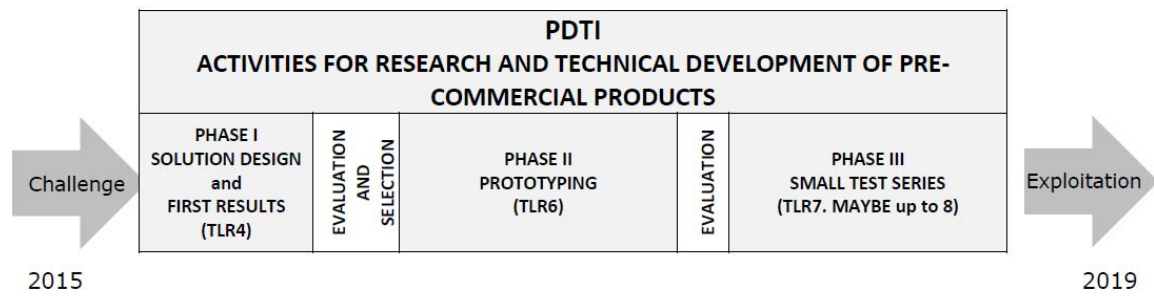 PDTI
ACTIVITIES FOR RESEARCH AND TECHNICAL DEVELOPMENT OF PRE-
COMMERCIAL PRODUCTS
Challenge
PHASE I
SOLUTION DESIGN
and
FIRST RESULTS
(TLR4)
EVALUATION
AND
SELECTION
PHASE II
PROTOTYPING
(TLR6)
EVALUATION
PHASE III
SMALL TEST SERIES
(TLR7. MAYBE up to 8)
Exploitation
2015
2019